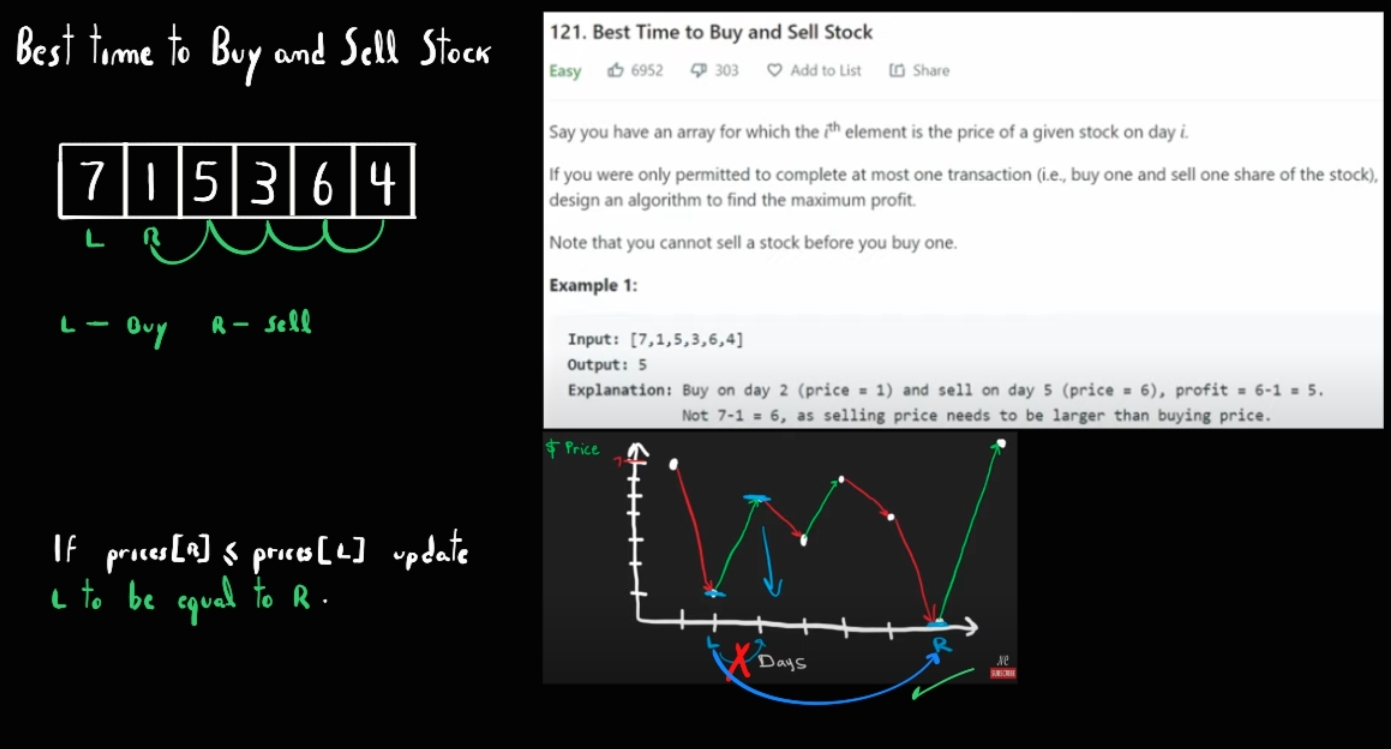 Best time to Buy and Sell Stock
7 1 5 3 6 4
L R
L — Buy R — Sell
If prices[R] ≤ prices[L] update
L to be equal to R.
121. Best Time to Buy and Sell Stock
Easy 6952 303 Add to List Share
Say you have an array for which the ith element is the price of a given stock on day i.
If you were only permitted to complete at most one transaction (i.e., buy one and sell one share of the stock),
design an algorithm to find the maximum profit.
Note that you cannot sell a stock before you buy one.
Example 1:
Input: [7,1,5,3,6,4]
Output: 5
Explanation: Buy on day 2 (price = 1) and sell on day 5 (price = 6), profit = 6-1 = 5.
Not 7-1 = 6, as selling price needs to be larger than buying price.
$ Price
7
L R
Days
NC
SUBSCRIBE